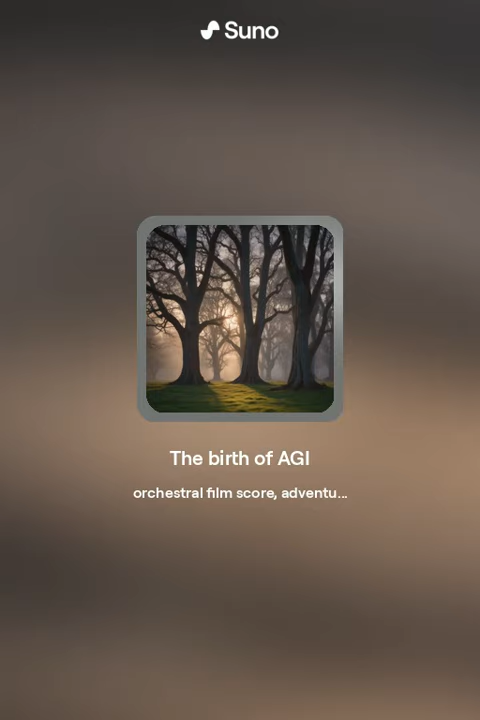 Suno
The birth of AGI
orchestral film score, adventu...